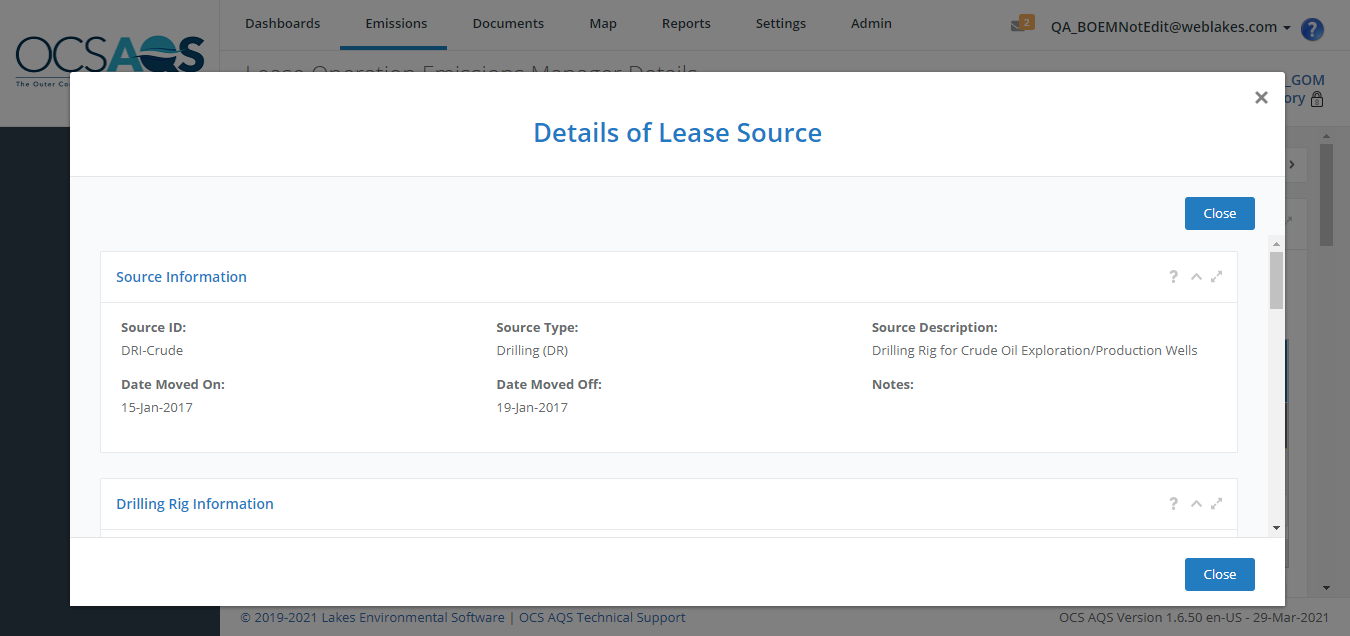 Dashboards Emissions Documents Map Reports Settings Admin 2 QA_BOEMNotEdit@weblakes.com ?
OCSAQS
The Outer Co
Lease Operation Emissions Manager Details
_GOM
ory
Details of Lease Source
Close
Source Information ?
Source ID: Source Type: Source Description:
DRI-Crude Drilling (DR) Drilling Rig for Crude Oil Exploration/Production Wells
Date Moved On: Date Moved Off: Notes:
15-Jan-2017 19-Jan-2017
Drilling Rig Information ?
Close
© 2019-2021 Lakes Environmental Software | OCS AQS Technical Support OCS AQS Version 1.6.50 en-US - 29-Mar-2021